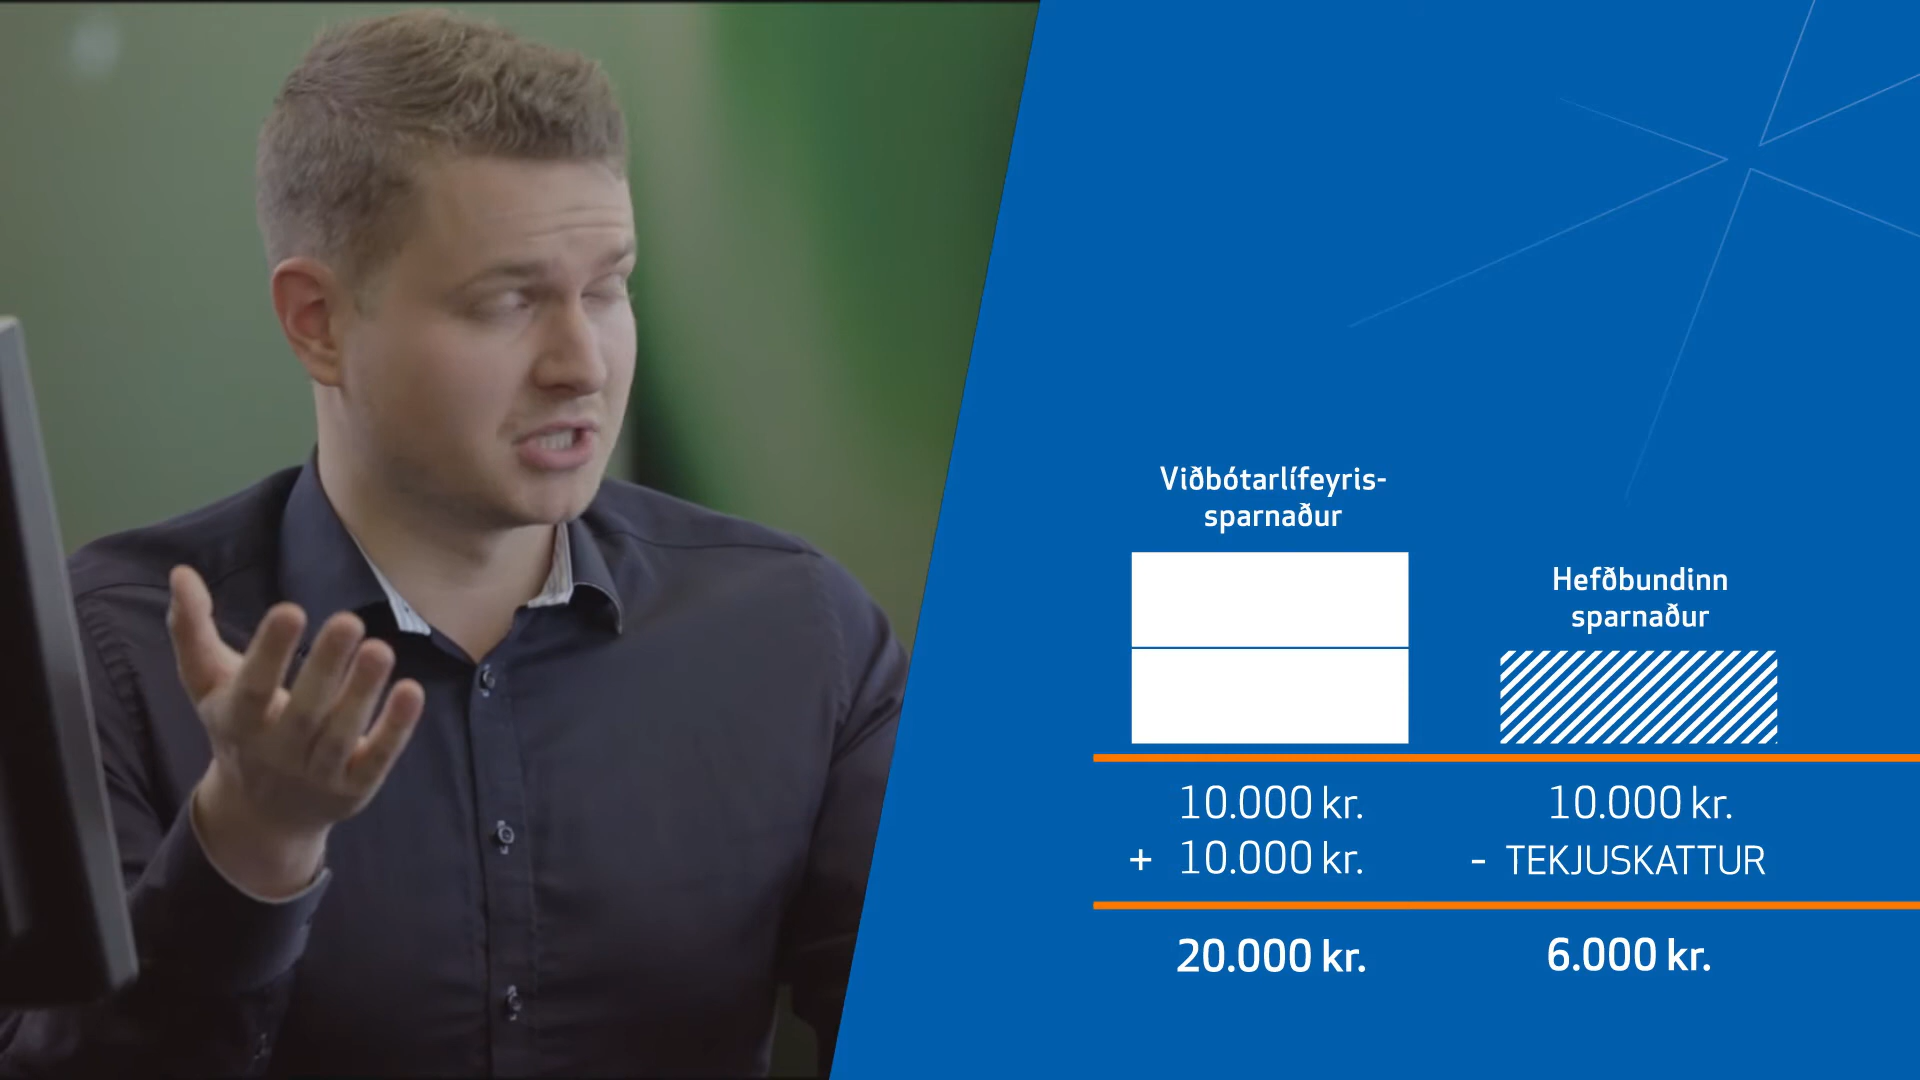 Viðbótarlífeyris-
sparnaður
10.000 kr.
+ 10.000 kr.
20.000 kr.
Hefðbundinn
sparnaður
10.000 kr.
- TEKJUSKATTUR
6.000 kr.